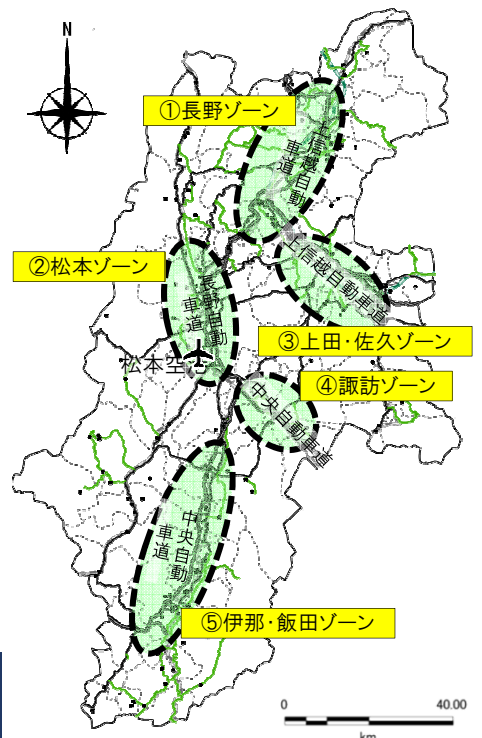 N
①長野ゾーン
上信越自動
車道
②松本ゾーン
長野自動
車道
上信越自動車道
③上田・佐久ゾーン
松本空
④諏訪ゾーン
中央自動車道
中央自動
車道
⑤伊那・飯田ゾーン
0
40.00
km